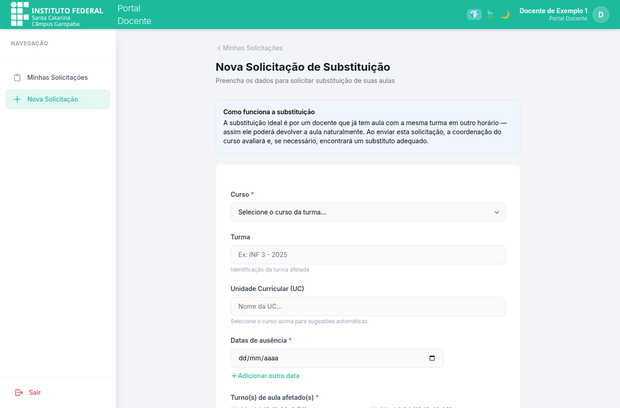 INSTITUTO FEDERAL
Santa Catarina
Câmpus Garopaba
Portal
Docente
Docente de Exemplo 1
Portal Docente
D
NAVEGAÇÃO
Minhas Solicitações
Nova Solicitação
Sair
Minhas Solicitações
Nova Solicitação de Substituição
Preencha os dados para solicitar substituição de suas aulas
Como funciona a substituição
A substituição ideal é por um docente que já tem aula com a mesma turma em outro horário —
assim ele poderá devolver a aula naturalmente. Ao enviar esta solicitação, a coordenação do
curso avaliará e, se necessário, encontrará um substituto adequado.
Curso *
Selecione o curso da turma...
Turma
Ex: INF 3 - 2025
Identificação da turma afetada
Unidade Curricular (UC)
Nome da UC...
Selecione o curso acima para sugestões automáticas
Datas de ausência *
dd/mm/aaaa
+ Adicionar outra data
Turno(s) de aula afetado(s) *